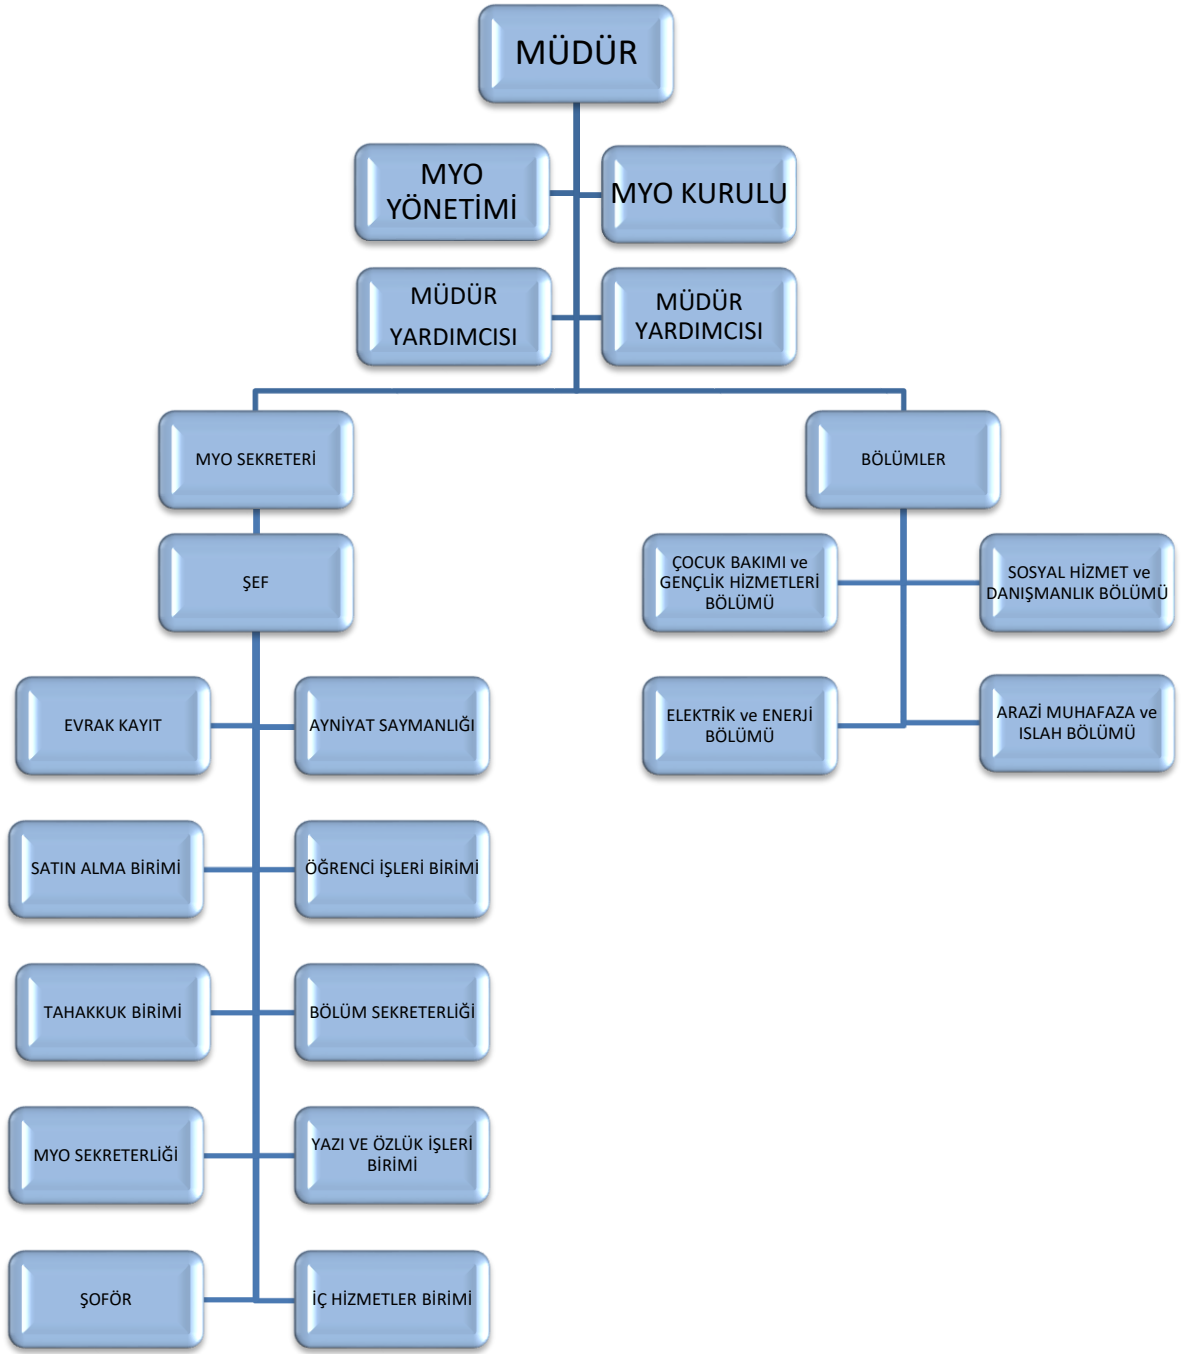 MÜDÜR
MYO
YÖNETİMİ
MYO KURULU
MÜDÜR
YARDIMCISI
MÜDÜR
YARDIMCISI
MYO SEKRETERİ
BÖLÜMLER
ŞEF
ÇOCUK BAKIMI ve
GENÇLİK HİZMETLERİ
BÖLÜMÜ
SOSYAL HİZMET ve
DANIŞMANLIK BÖLÜMÜ
EVRAK KAYIT
AYNİYAT SAYMANLIĞI
ELEKTRİK ve ENERJİ
BÖLÜMÜ
ARAZİ MUHAFAZA ve
ISLAH BÖLÜMÜ
SATIN ALMA BİRİMİ
ÖĞRENCİ İŞLERİ BİRİMİ
TAHAKKUK BİRİMİ
BÖLÜM SEKRETERLİĞİ
MYO SEKRETERLİĞİ
YAZI VE ÖZLÜK İŞLERİ
BİRİMİ
ŞOFÖR
İÇ HİZMETLER BİRİMİ